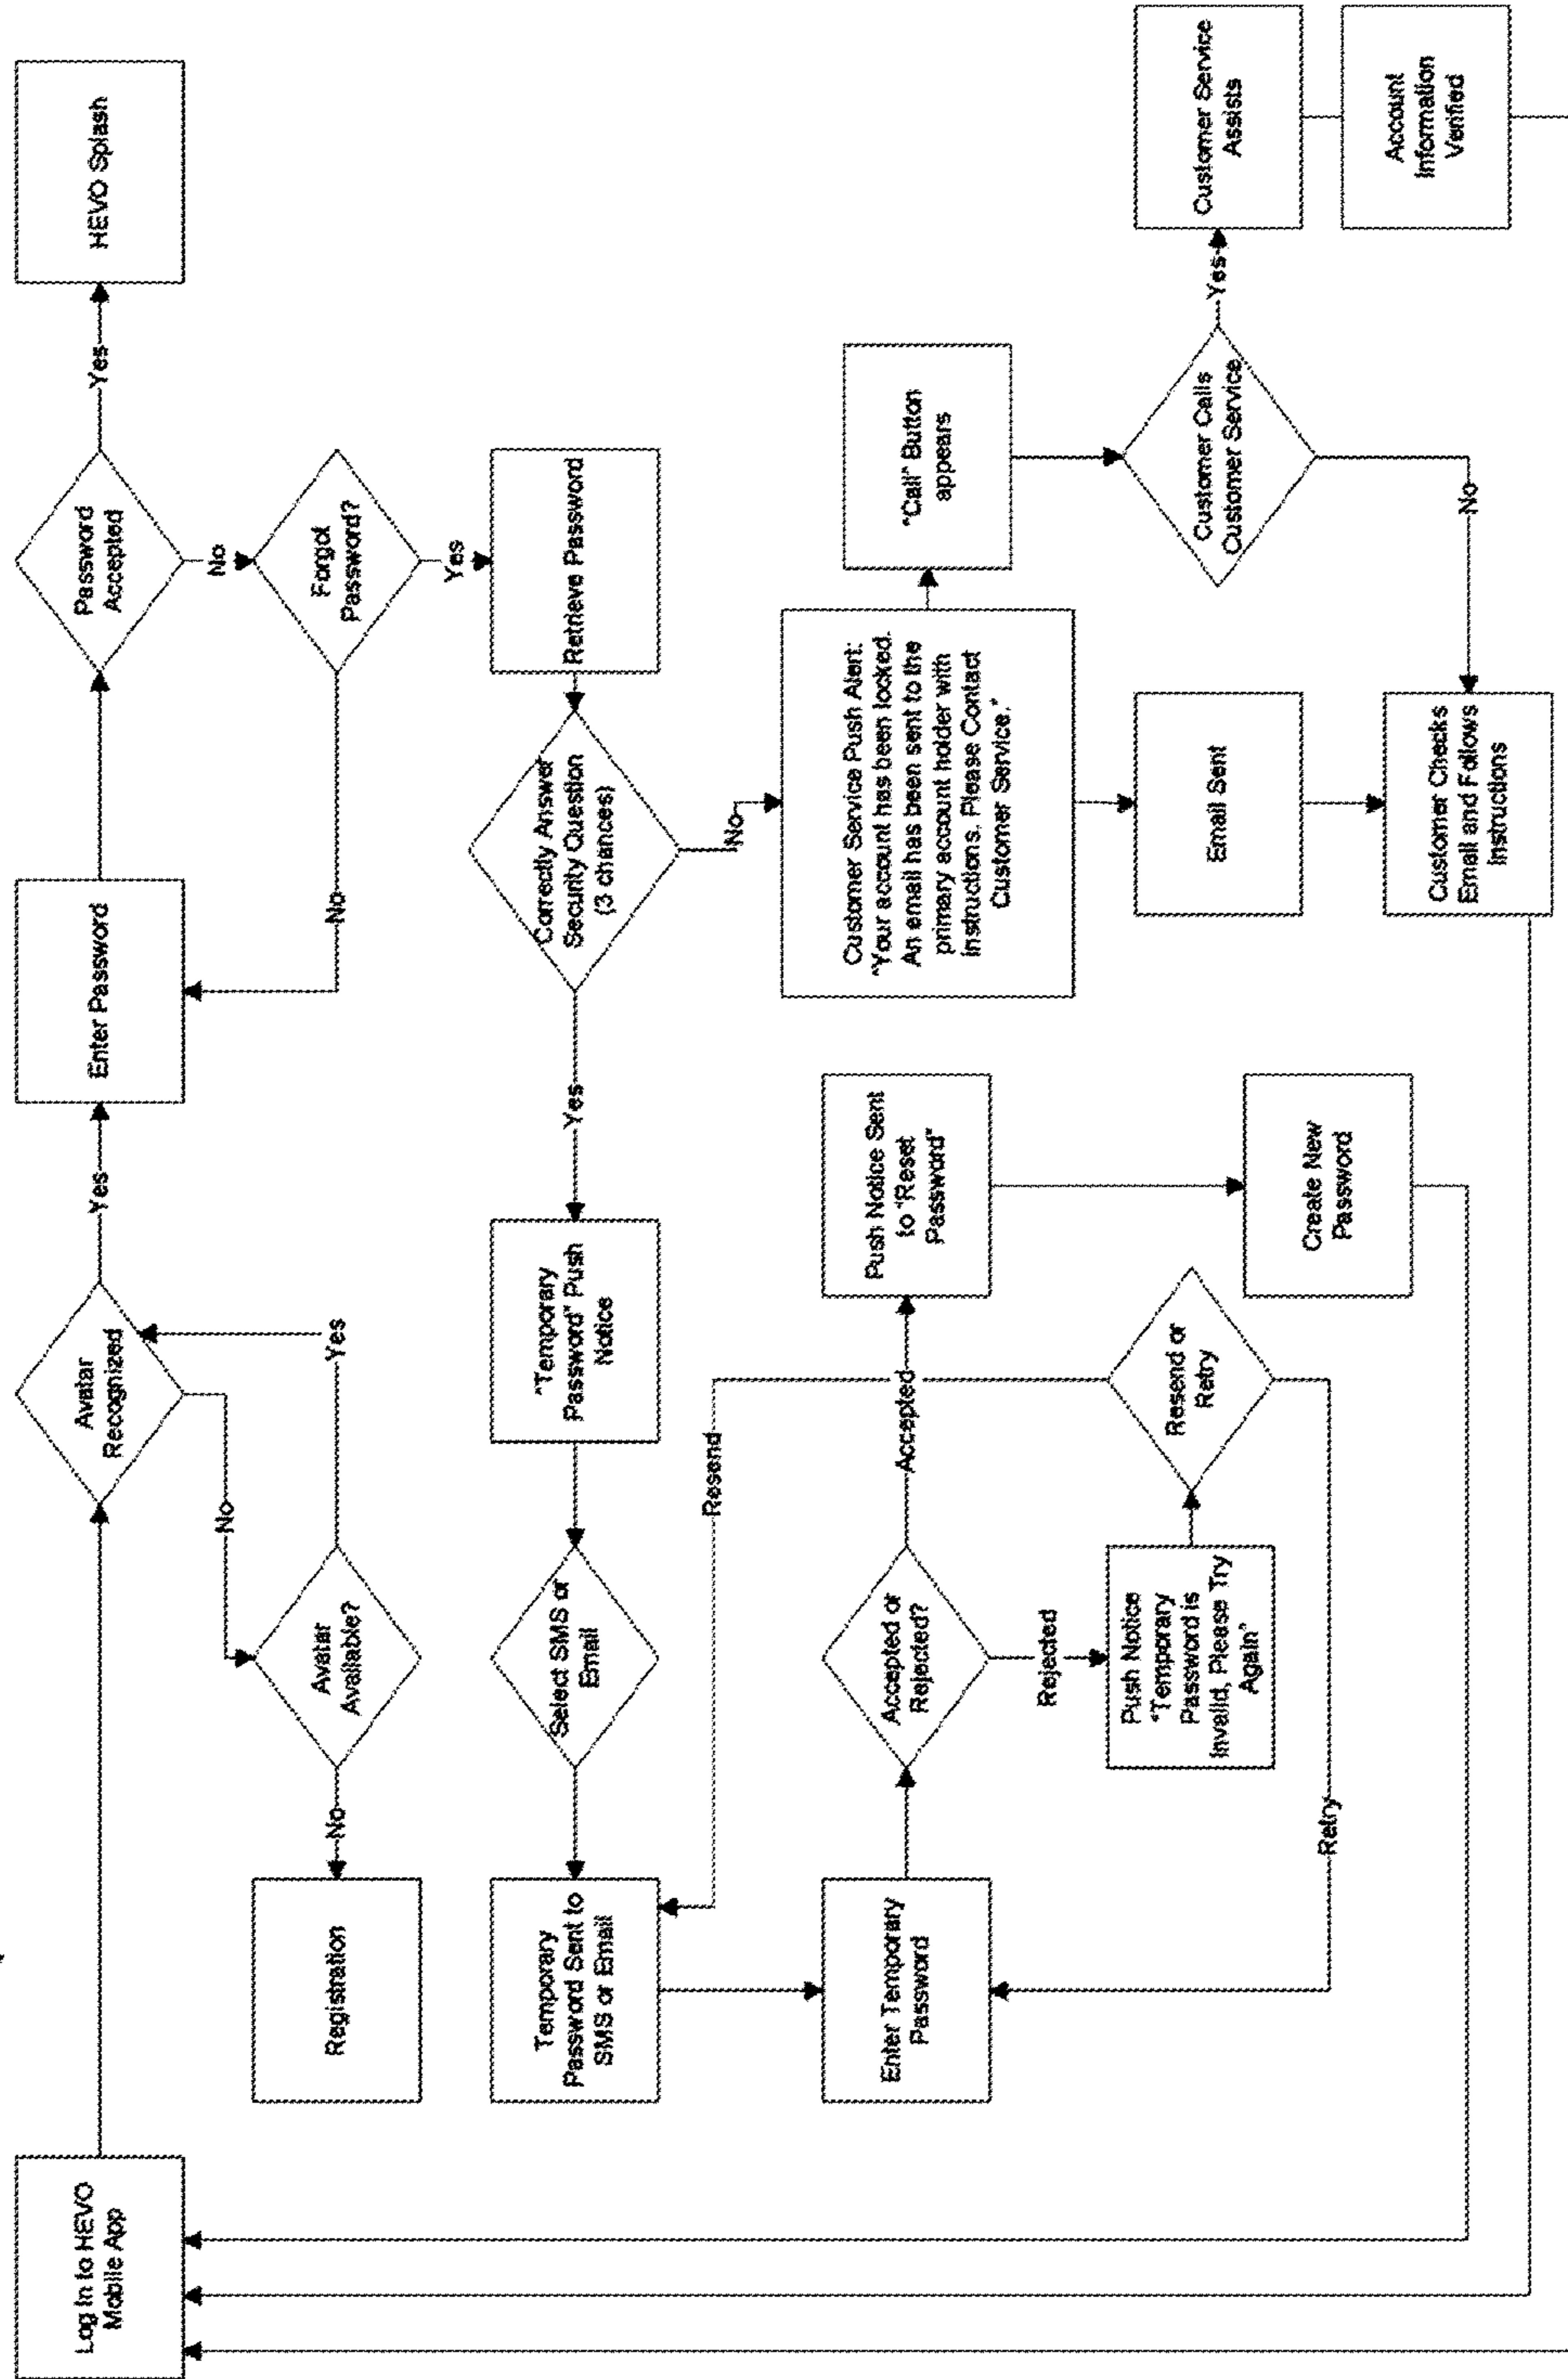 Log In to HEVO
Mobile App
Avatar
Recognized
Yes
Enter Password
Password
Accepted
Yes
HEVO Splash
No
Yes
No
Registration
No
Avatar
Available?
No
Forgot
Password?
Yes
Temporary
Password Sent to
SMS or Email
Select SMS or
Email
"Temporary
Password" Push
Notice
Yes
Correctly Answer
Security Question
(3 chances)
Retrieve Password
Resend
No
Enter Temporary
Password
Accepted or
Rejected?
Accepted
Push Notice Sent
to "Reset
Password"
Customer Service Push Alert:
"Your account has been locked.
An email has been sent to the
primary account holder with
instructions. Please Contact
Customer Service."
"Call" Button
appears
Rejected
Push Notice
"Temporary
Password is
Invalid, Please Try
Again"
Resend or
Retry
Retry
Create New
Password
Email Sent
Customer Calls
Customer Service
Yes
Customer Service
Assists
No
Customer Checks
Email and Follows
Instructions
Account
Information
Verified